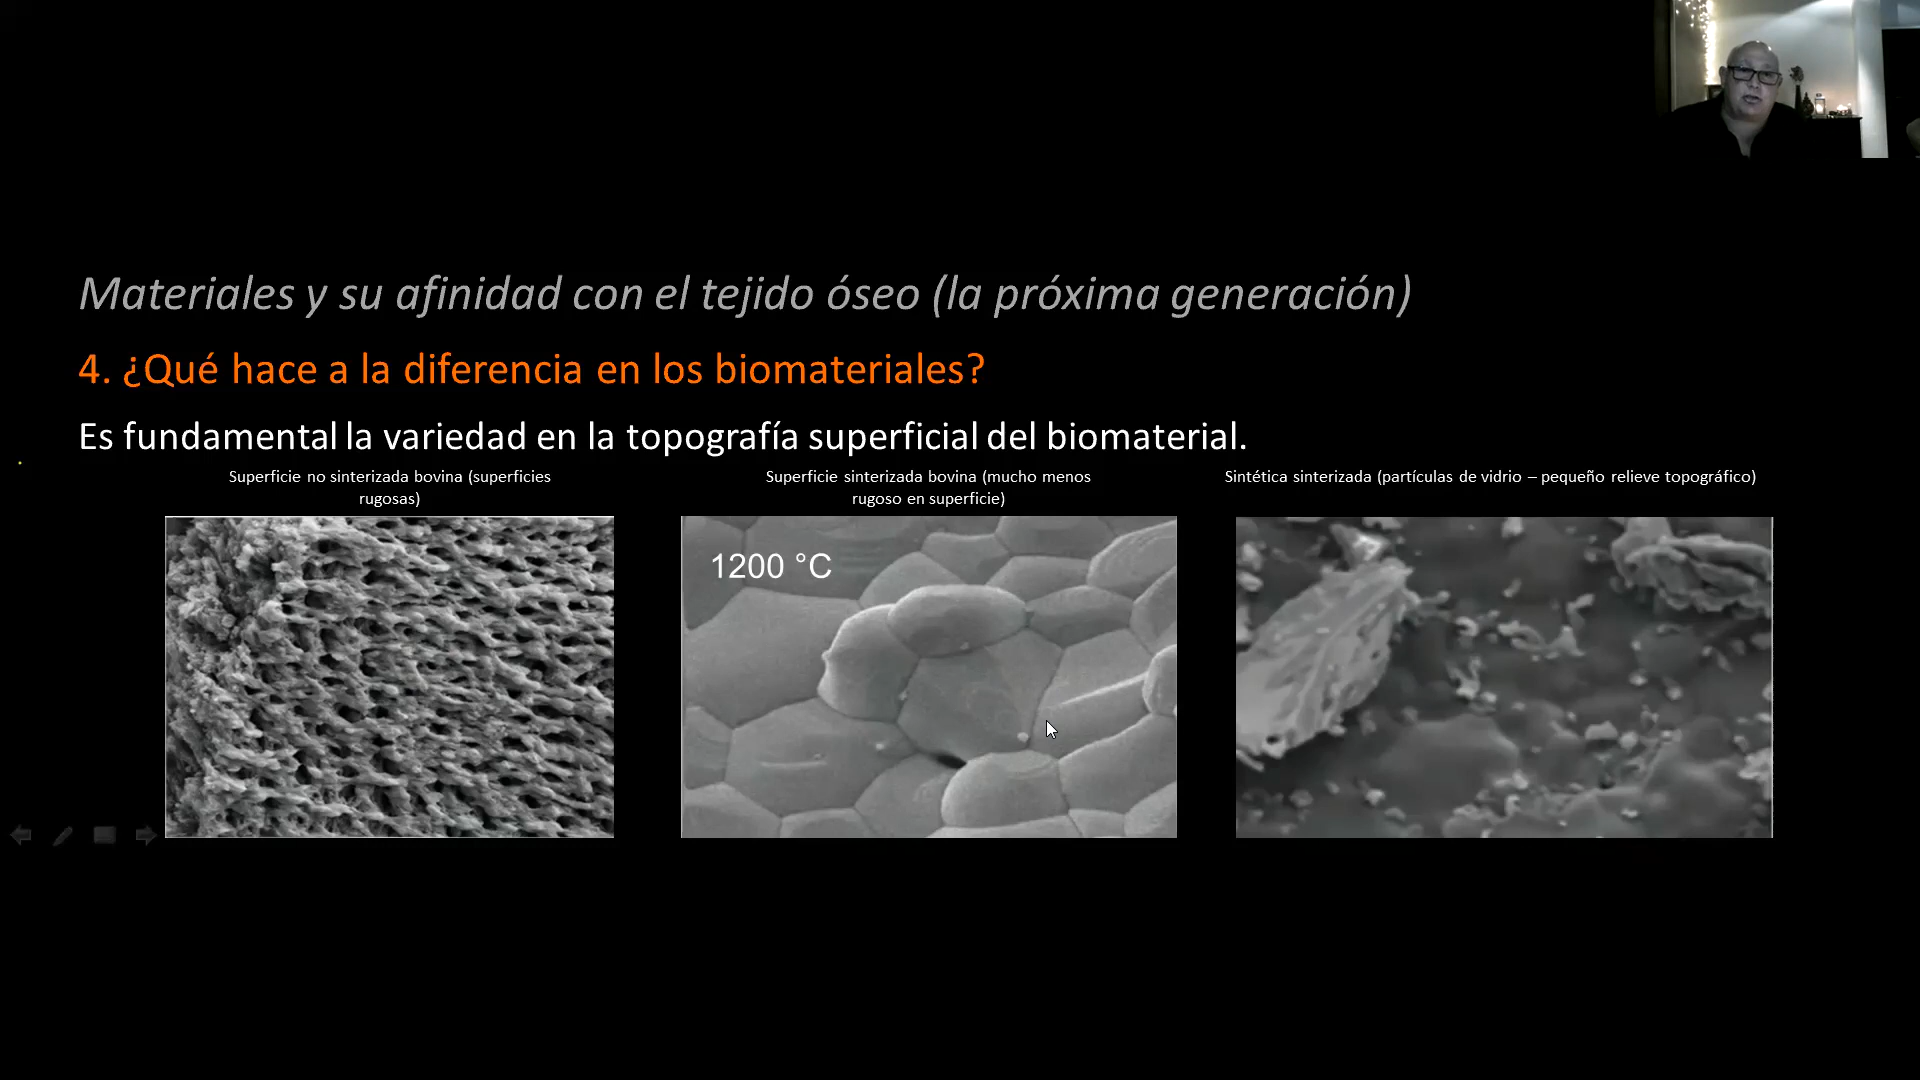 Materiales y su afinidad con el tejido óseo (la próxima generación)
4. ¿Qué hace a la diferencia en los biomateriales?
Es fundamental la variedad en la topografía superficial del biomaterial.
Superficie no sinterizada bovina (superficies
rugosas)
Superficie sinterizada bovina (mucho menos
rugoso en superficie)
Sintética sinterizada (partículas de vidrio – pequeño relieve topográfico)
1200 °C